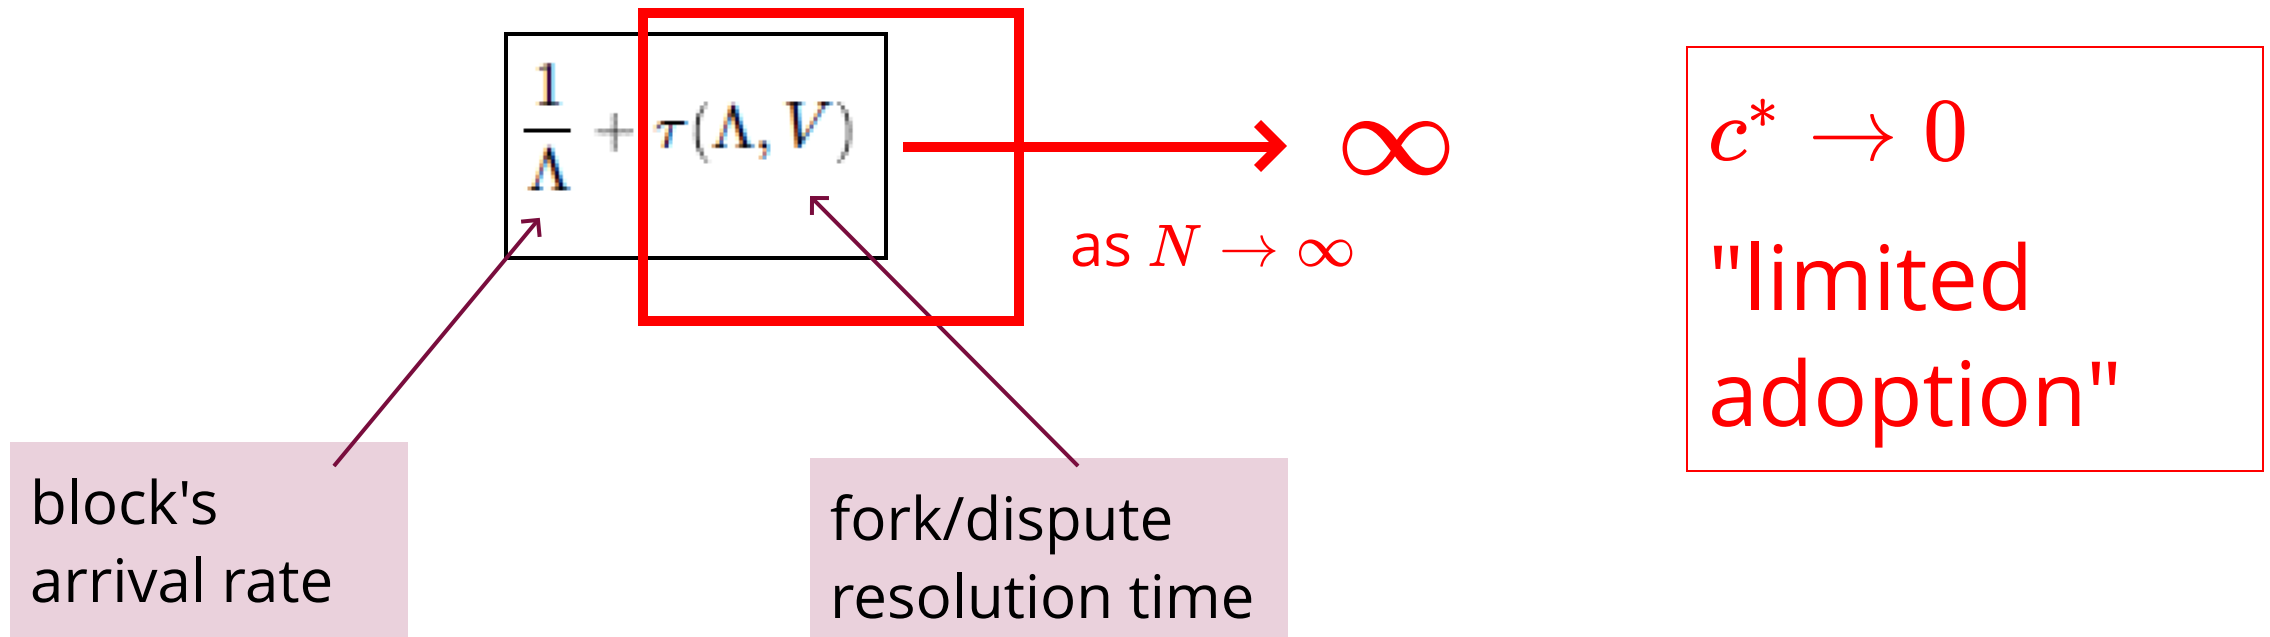 1/Λ + τ(Λ, V)
∞
as N → ∞
c* → 0
"limited
adoption"
block's
arrival rate
fork/dispute
resolution time